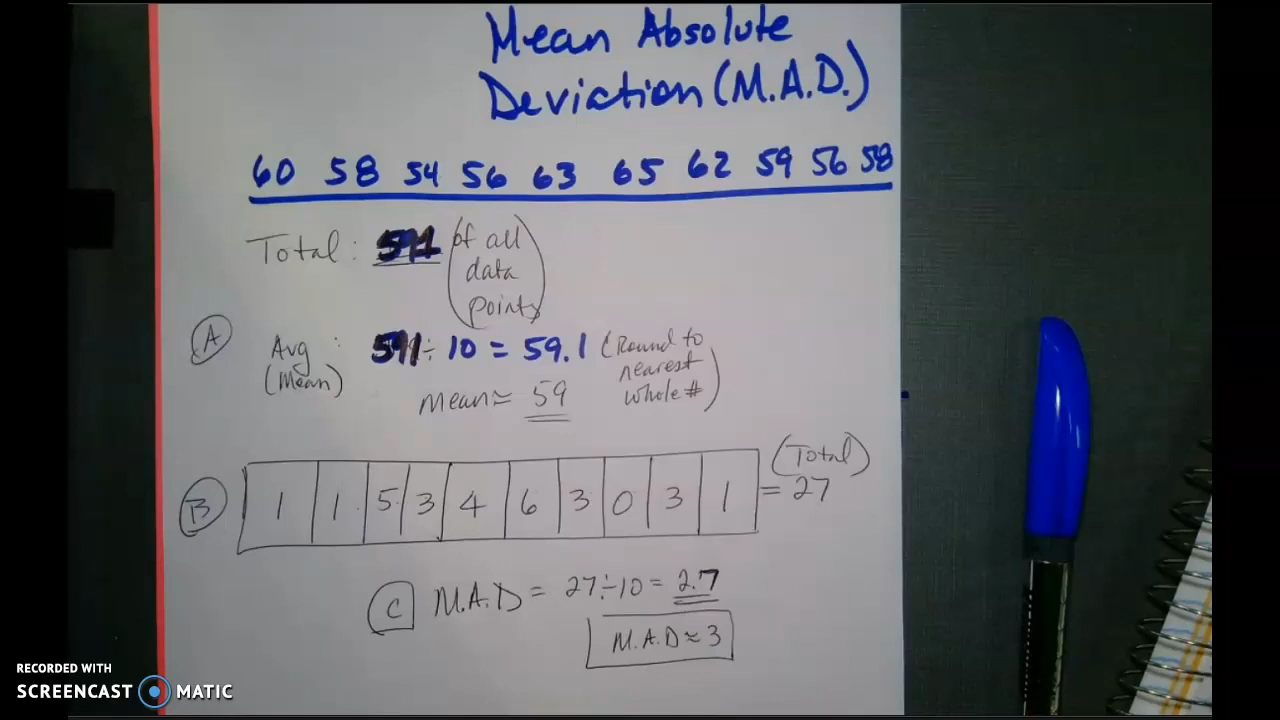 Mean Absolute
Deviation (M.A.D.)
60 58 54 56 63 65 62 59 56 58
Total: 591 (of all
data
points)
A
Avg : 591 ÷ 10 = 59.1 (Round to
(Mean) nearest
mean ≈ 59 whole #)
B 1 1 5 3 4 6 3 0 3 1 = 27
(Total)
C M.A.D = 27 ÷ 10 = 2.7
M.A.D ≈ 3
RECORDED WITH
SCREENCAST MATIC